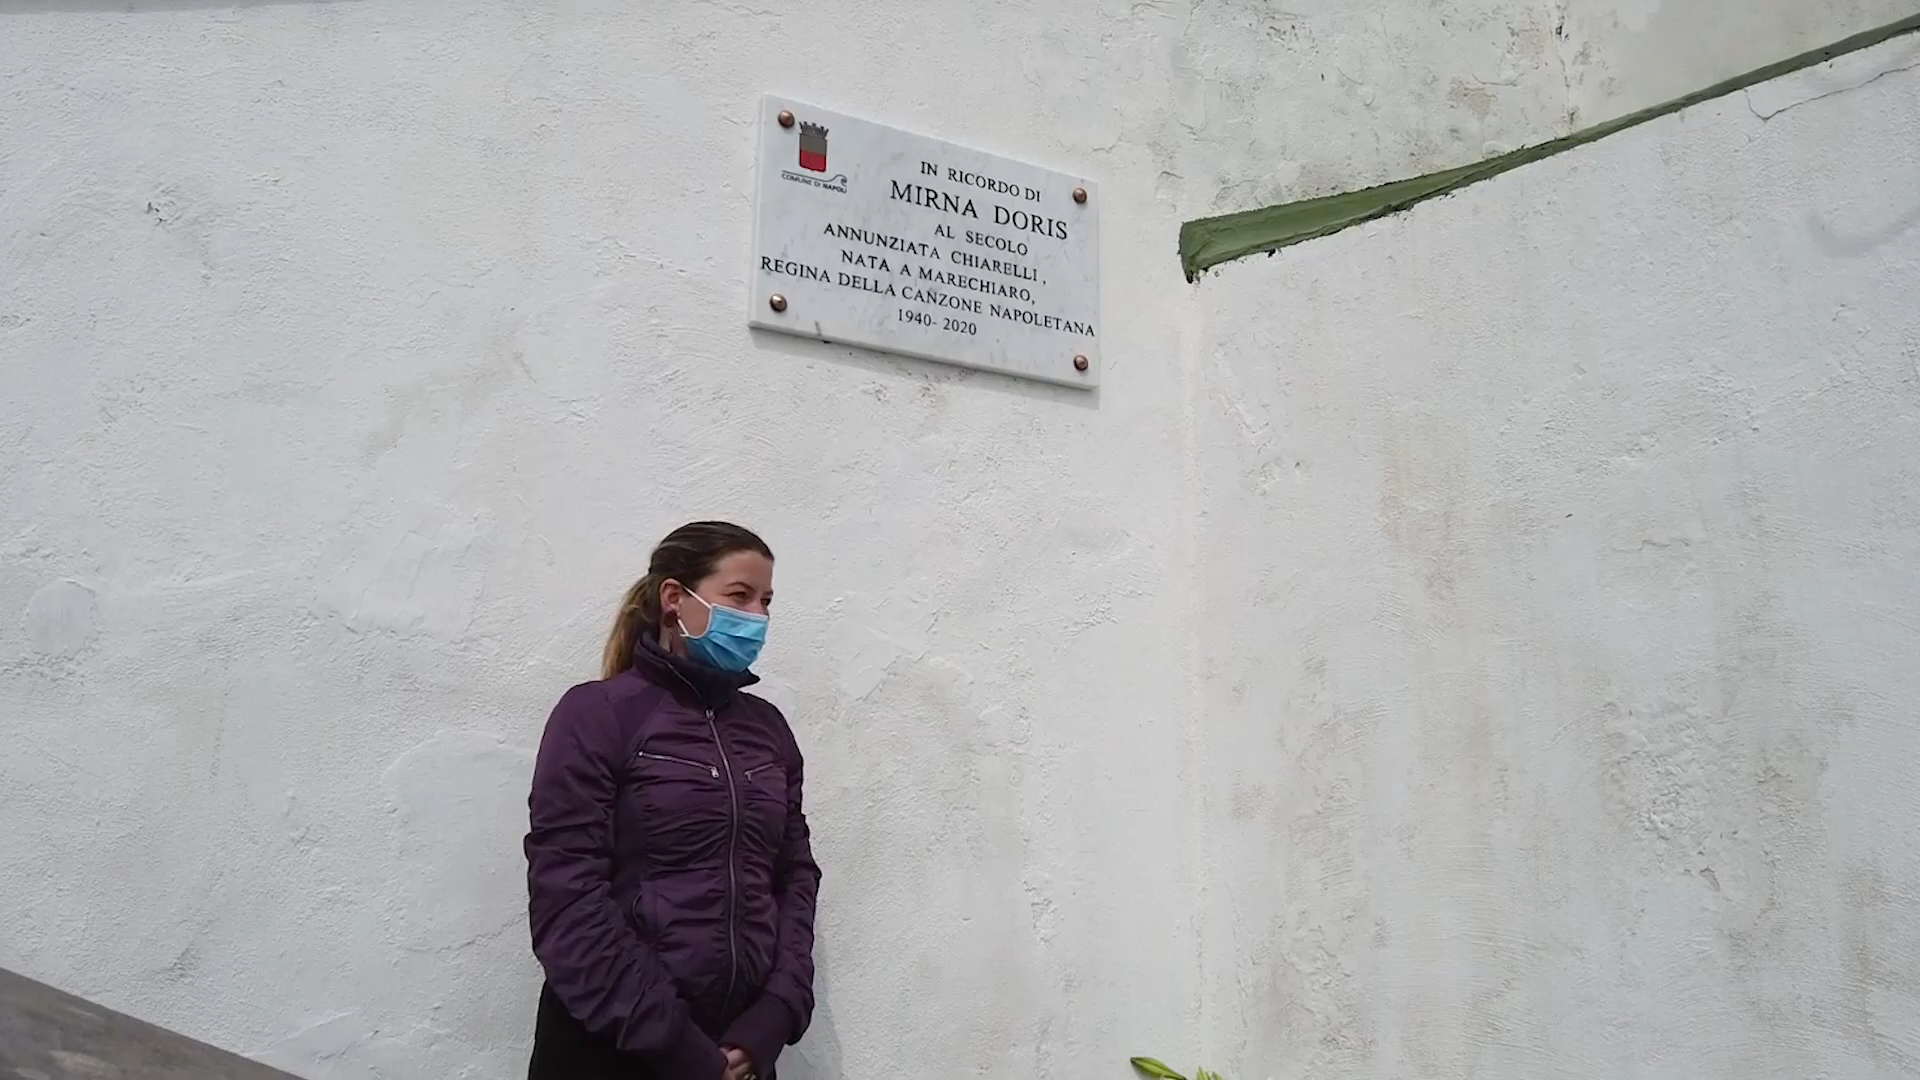 COMUNE DI NAPOLI
IN RICORDO DI
MIRNA DORIS
AL SECOLO
ANNUNZIATA CHIARELLI,
NATA A MARECHIARO,
REGINA DELLA CANZONE NAPOLETANA
1940- 2020